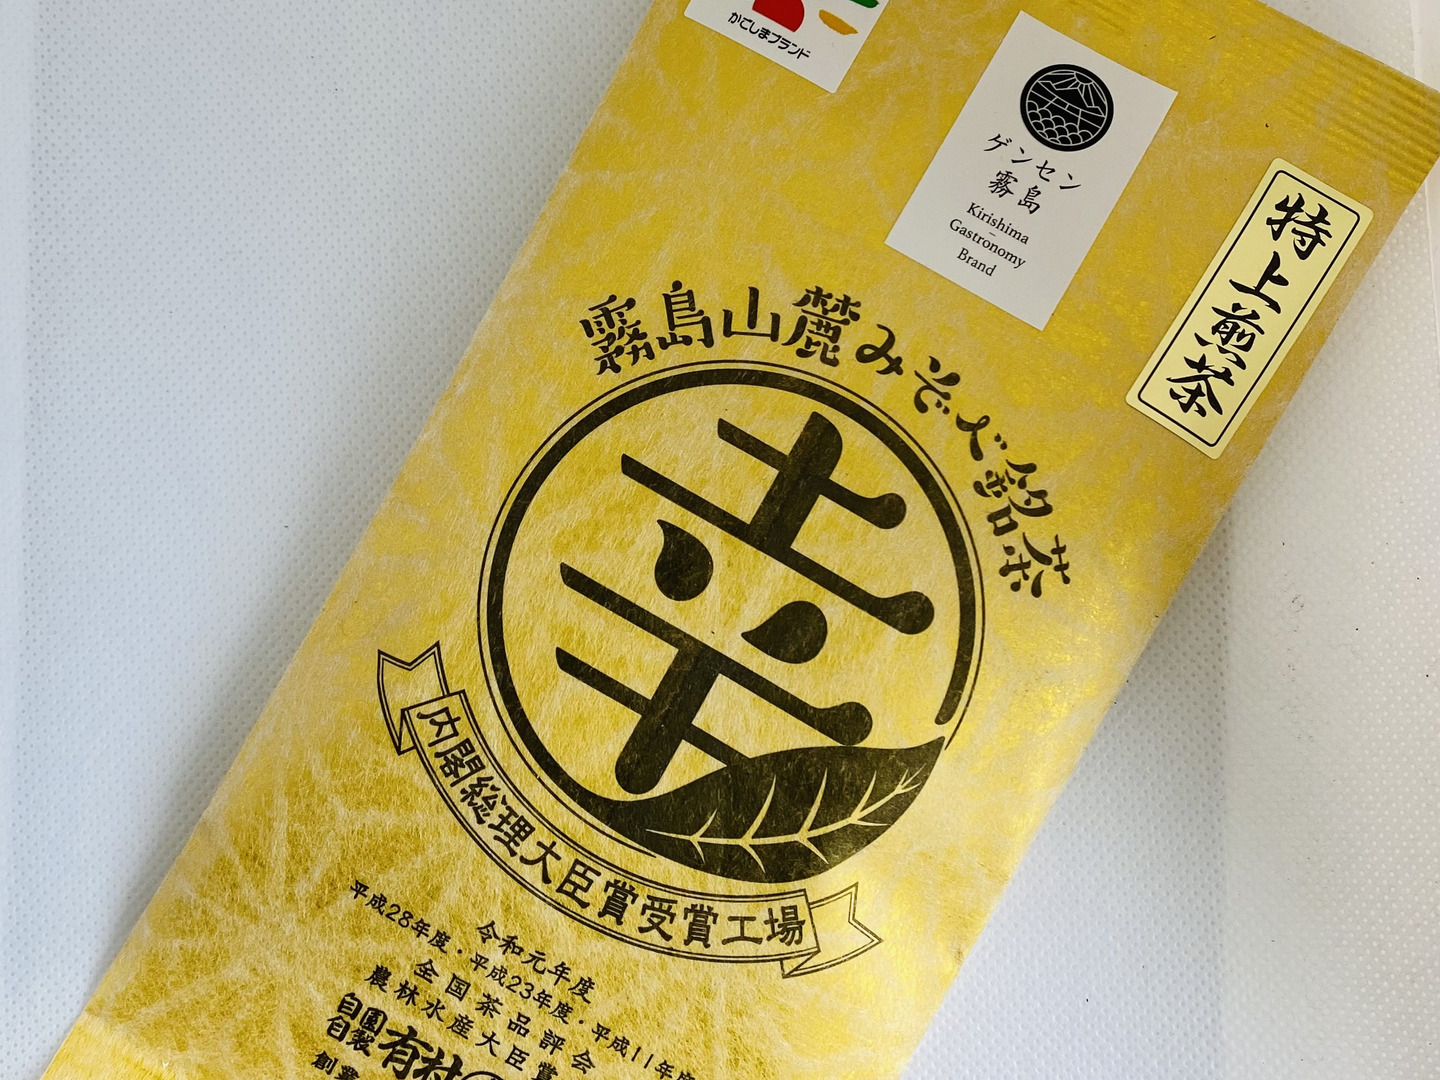 かごしまブランド
ゲンセン
霧島
Kirishima
Gastronomy
Brand
特上煎茶
霧島山麓みぞべ銘茶
幸
内閣総理大臣賞受賞工場
令和元年度
平成28年度・平成23年度・平成11年度
全国茶品評会
農林水産大臣賞
自園
自製
有村
創業